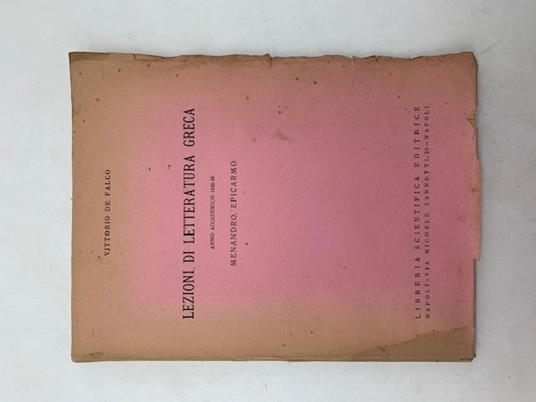 VITTORIO DE FALCO
LEZIONI DI LETTERATURA GRECA
ANNO ACCADEMICO
MENANDRO. EPICARMO.
LIBRERIA SCIENTIFICA EDITRICE
NAPOLI-VIA MICHELE ZANNOTTI, 20-NAPOLI